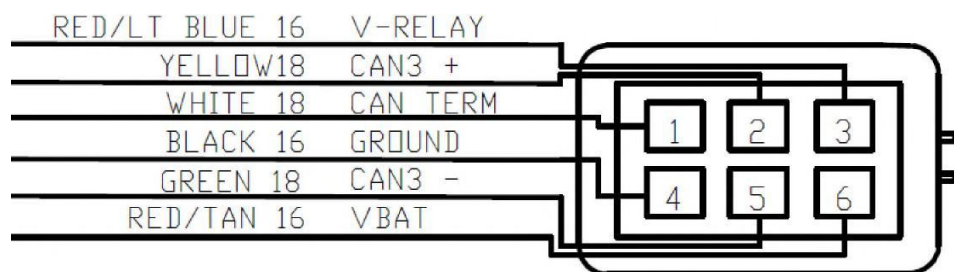 RED/LT BLUE 16 V-RELAY
YELLOW18 CAN3 +
WHITE 18 CAN TERM
BLACK 16 GROUND
GREEN 18 CAN3 -
RED/TAN 16 VBAT
1 2 3
4 5 6